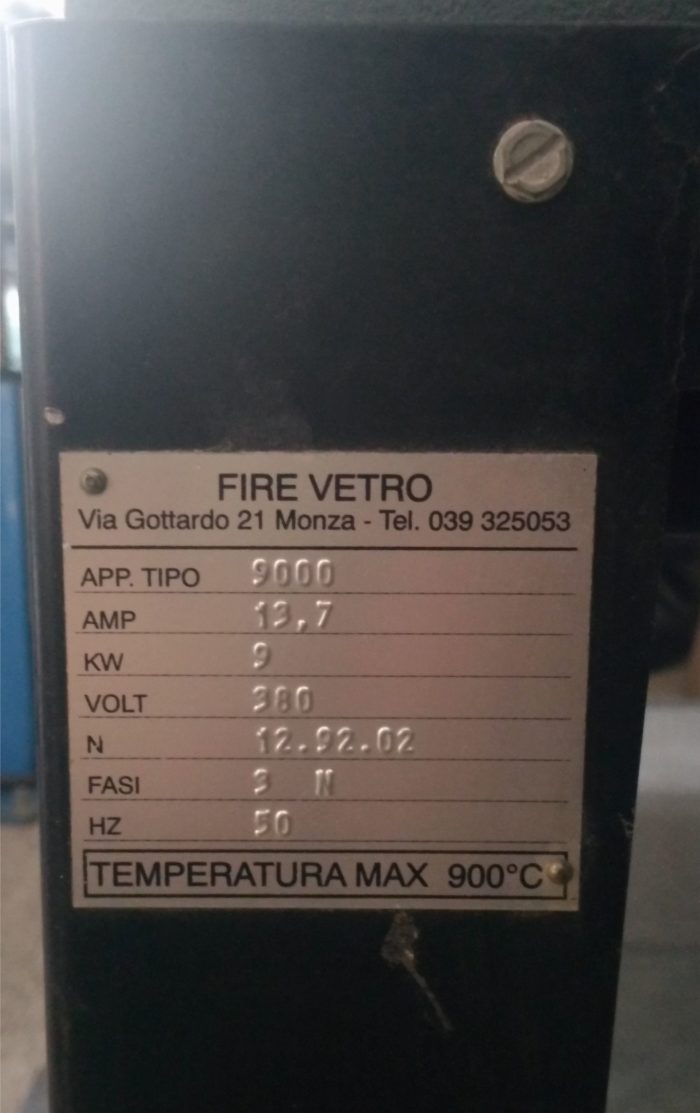 FIRE VETRO
Via Gottardo 21 Monza - Tel. 039 325053
APP. TIPO 9000
AMP 13,7
KW 9
VOLT 380
N 12.92.02
FASI 3 N
HZ 50
TEMPERATURA MAX 900°C